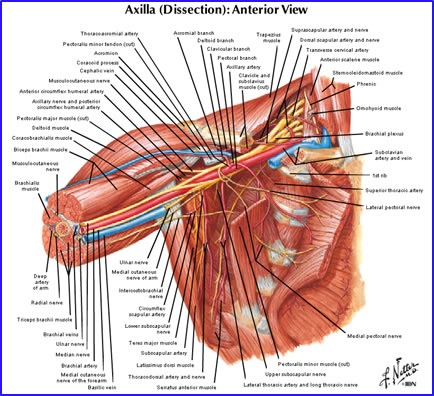 Axilla (Dissection): Anterior View
Thoracoacromial artery
Pectoralis minor tendon (cut)
Acromion
Coracoid process
Cephalic vein
Musculocutaneous nerve
Anterior circumflex
humeral artery
Axillary nerve and posterior
circumflex humeral artery
Pectoralis major muscle (cut)
Deltoid muscle
Coracobrachialis muscle
Biceps brachii muscle
Musculocutaneous
nerve
Brachialis
muscle
Acromial branch
Deltoid branch
Clavicular branch
Pectoral branch
Axillary artery
Clavicle and
subclavius
muscle (cut)
Trapezius
muscle
Suprascapular artery and nerve
Dorsal scapular artery and nerve
Transverse cervical artery
Anterior scalene muscle
Sternocleidomastoid muscle
Phrenic
Omohyoid muscle
Brachial plexus
Subclavian
artery and vein
1st rib
Superior thoracic artery
Lateral pectoral nerve
Deep
artery
of arm
Radial nerve
Triceps brachii muscle
Brachial veins
Ulnar nerve
Median nerve
Brachial artery
Medial cutaneous
nerve of the forearm
Basilic vein
Ulnar nerve
Medial cutaneous
nerve of arm
Intercostobrachial
nerve
Circumflex
scapular artery
Lower subscapular
nerve
Teres major muscle
Subscapular artery
Latissimus dorsi muscle
Thoracodorsal artery and nerve
Serratus anterior muscle
Medial pectoral nerve
Pectoralis minor muscle (cut)
Upper subscapular nerve
Lateral thoracic artery and long thoracic nerve
F. Netter
M.D.